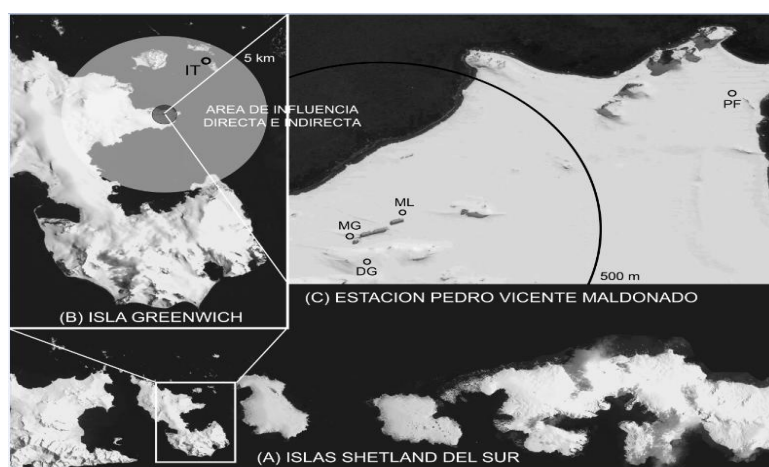 IT
5 km
AREA DE INFLUENCIA
DIRECTA E INDIRECTA
(B) ISLA GREENWICH
PF
ML
MG
DG
500 m
(C) ESTACION PEDRO VICENTE MALDONADO
(A) ISLAS SHETLAND DEL SUR